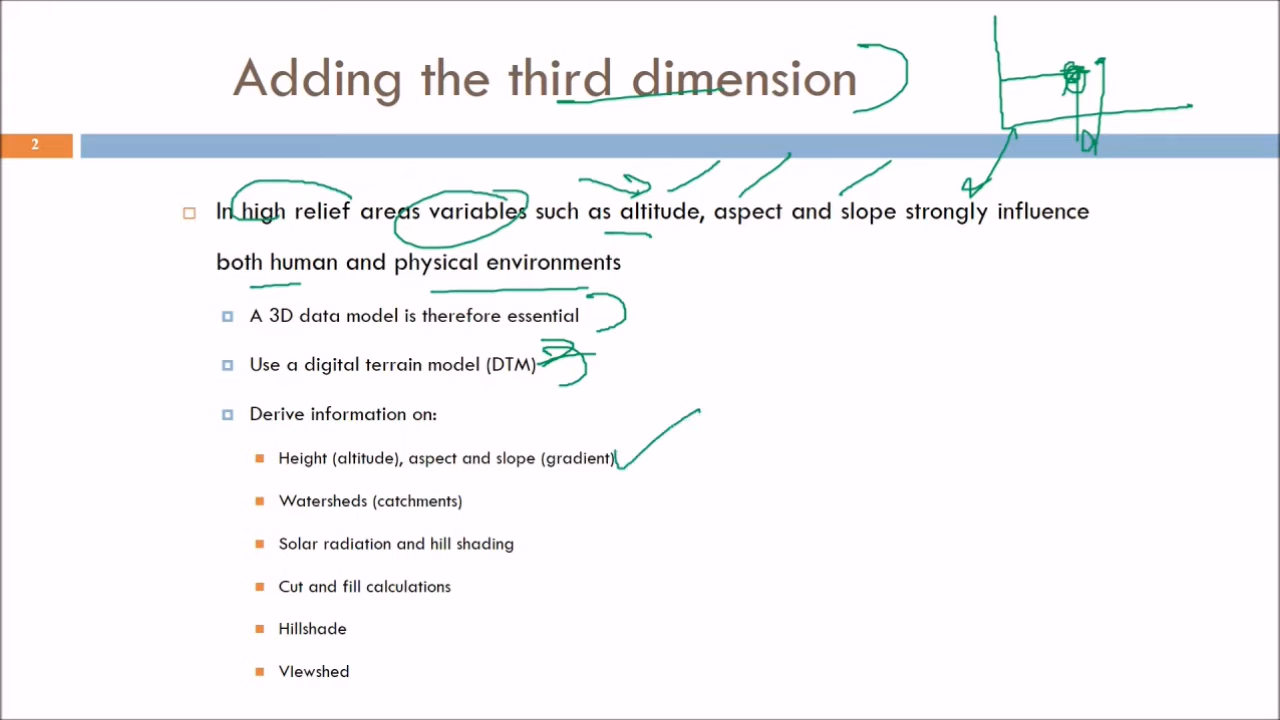 Adding the third dimension
2
In high relief areas variables such as altitude, aspect and slope strongly influence
both human and physical environments
A 3D data model is therefore essential
Use a digital terrain model (DTM)
Derive information on:
Height (altitude), aspect and slope (gradient)
Watersheds (catchments)
Solar radiation and hill shading
Cut and fill calculations
Hillshade
VIewshed